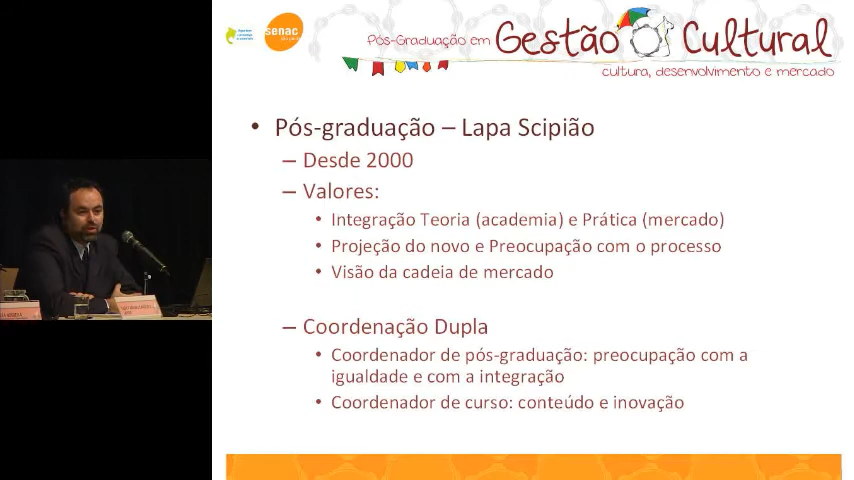 senac
Pós-Graduação em Gestão Cultural
cultura, desenvolvimento e mercado
• Pós-graduação – Lapa Scipião
– Desde 2000
– Valores:
• Integração Teoria (academia) e Prática (mercado)
• Projeção do novo e Preocupação com o processo
• Visão da cadeia de mercado
– Coordenação Dupla
• Coordenador de pós-graduação: preocupação com a
igualdade e com a integração
• Coordenador de curso: conteúdo e inovação